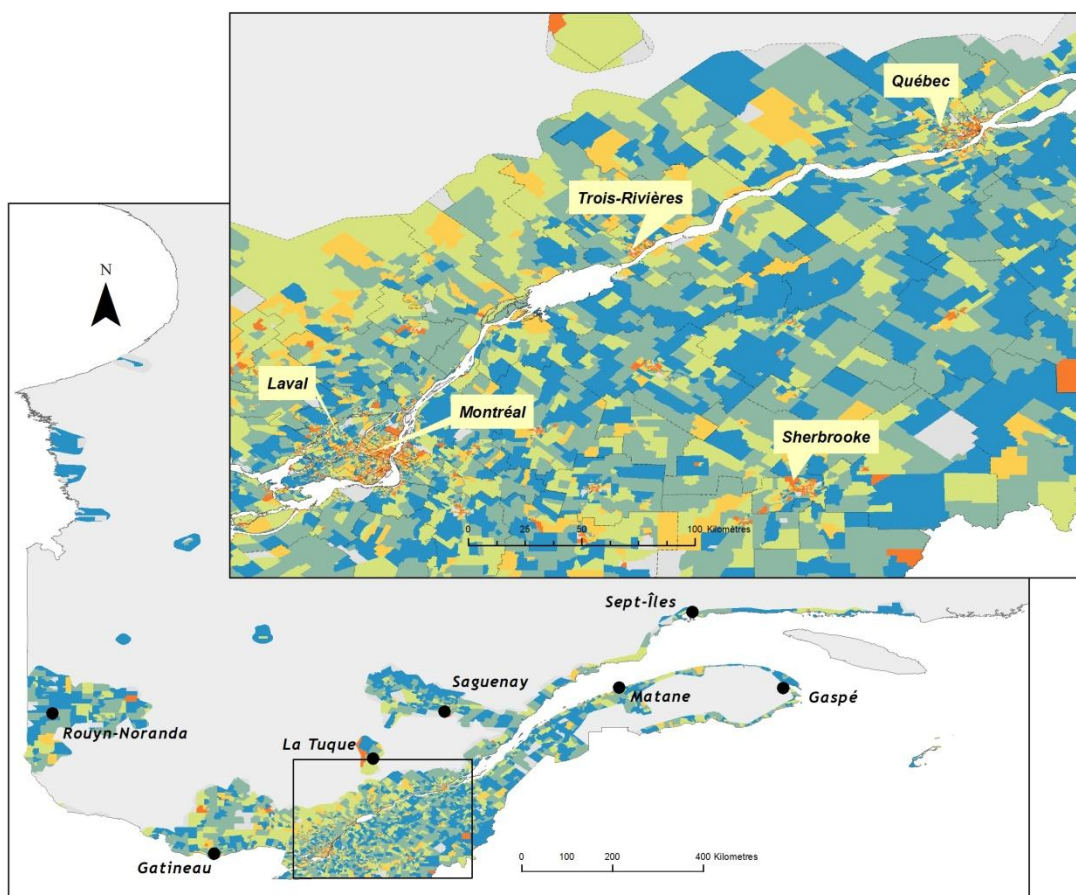 Québec
Trois-Rivières
Laval
Montréal
Sherbrooke
0 25 50 100 Kilomètres
N
Sept-Îles
Saguenay
Matane
Gaspé
Rouyn-Noranda
La Tuque
Gatineau
0 100 200 400 Kilometres